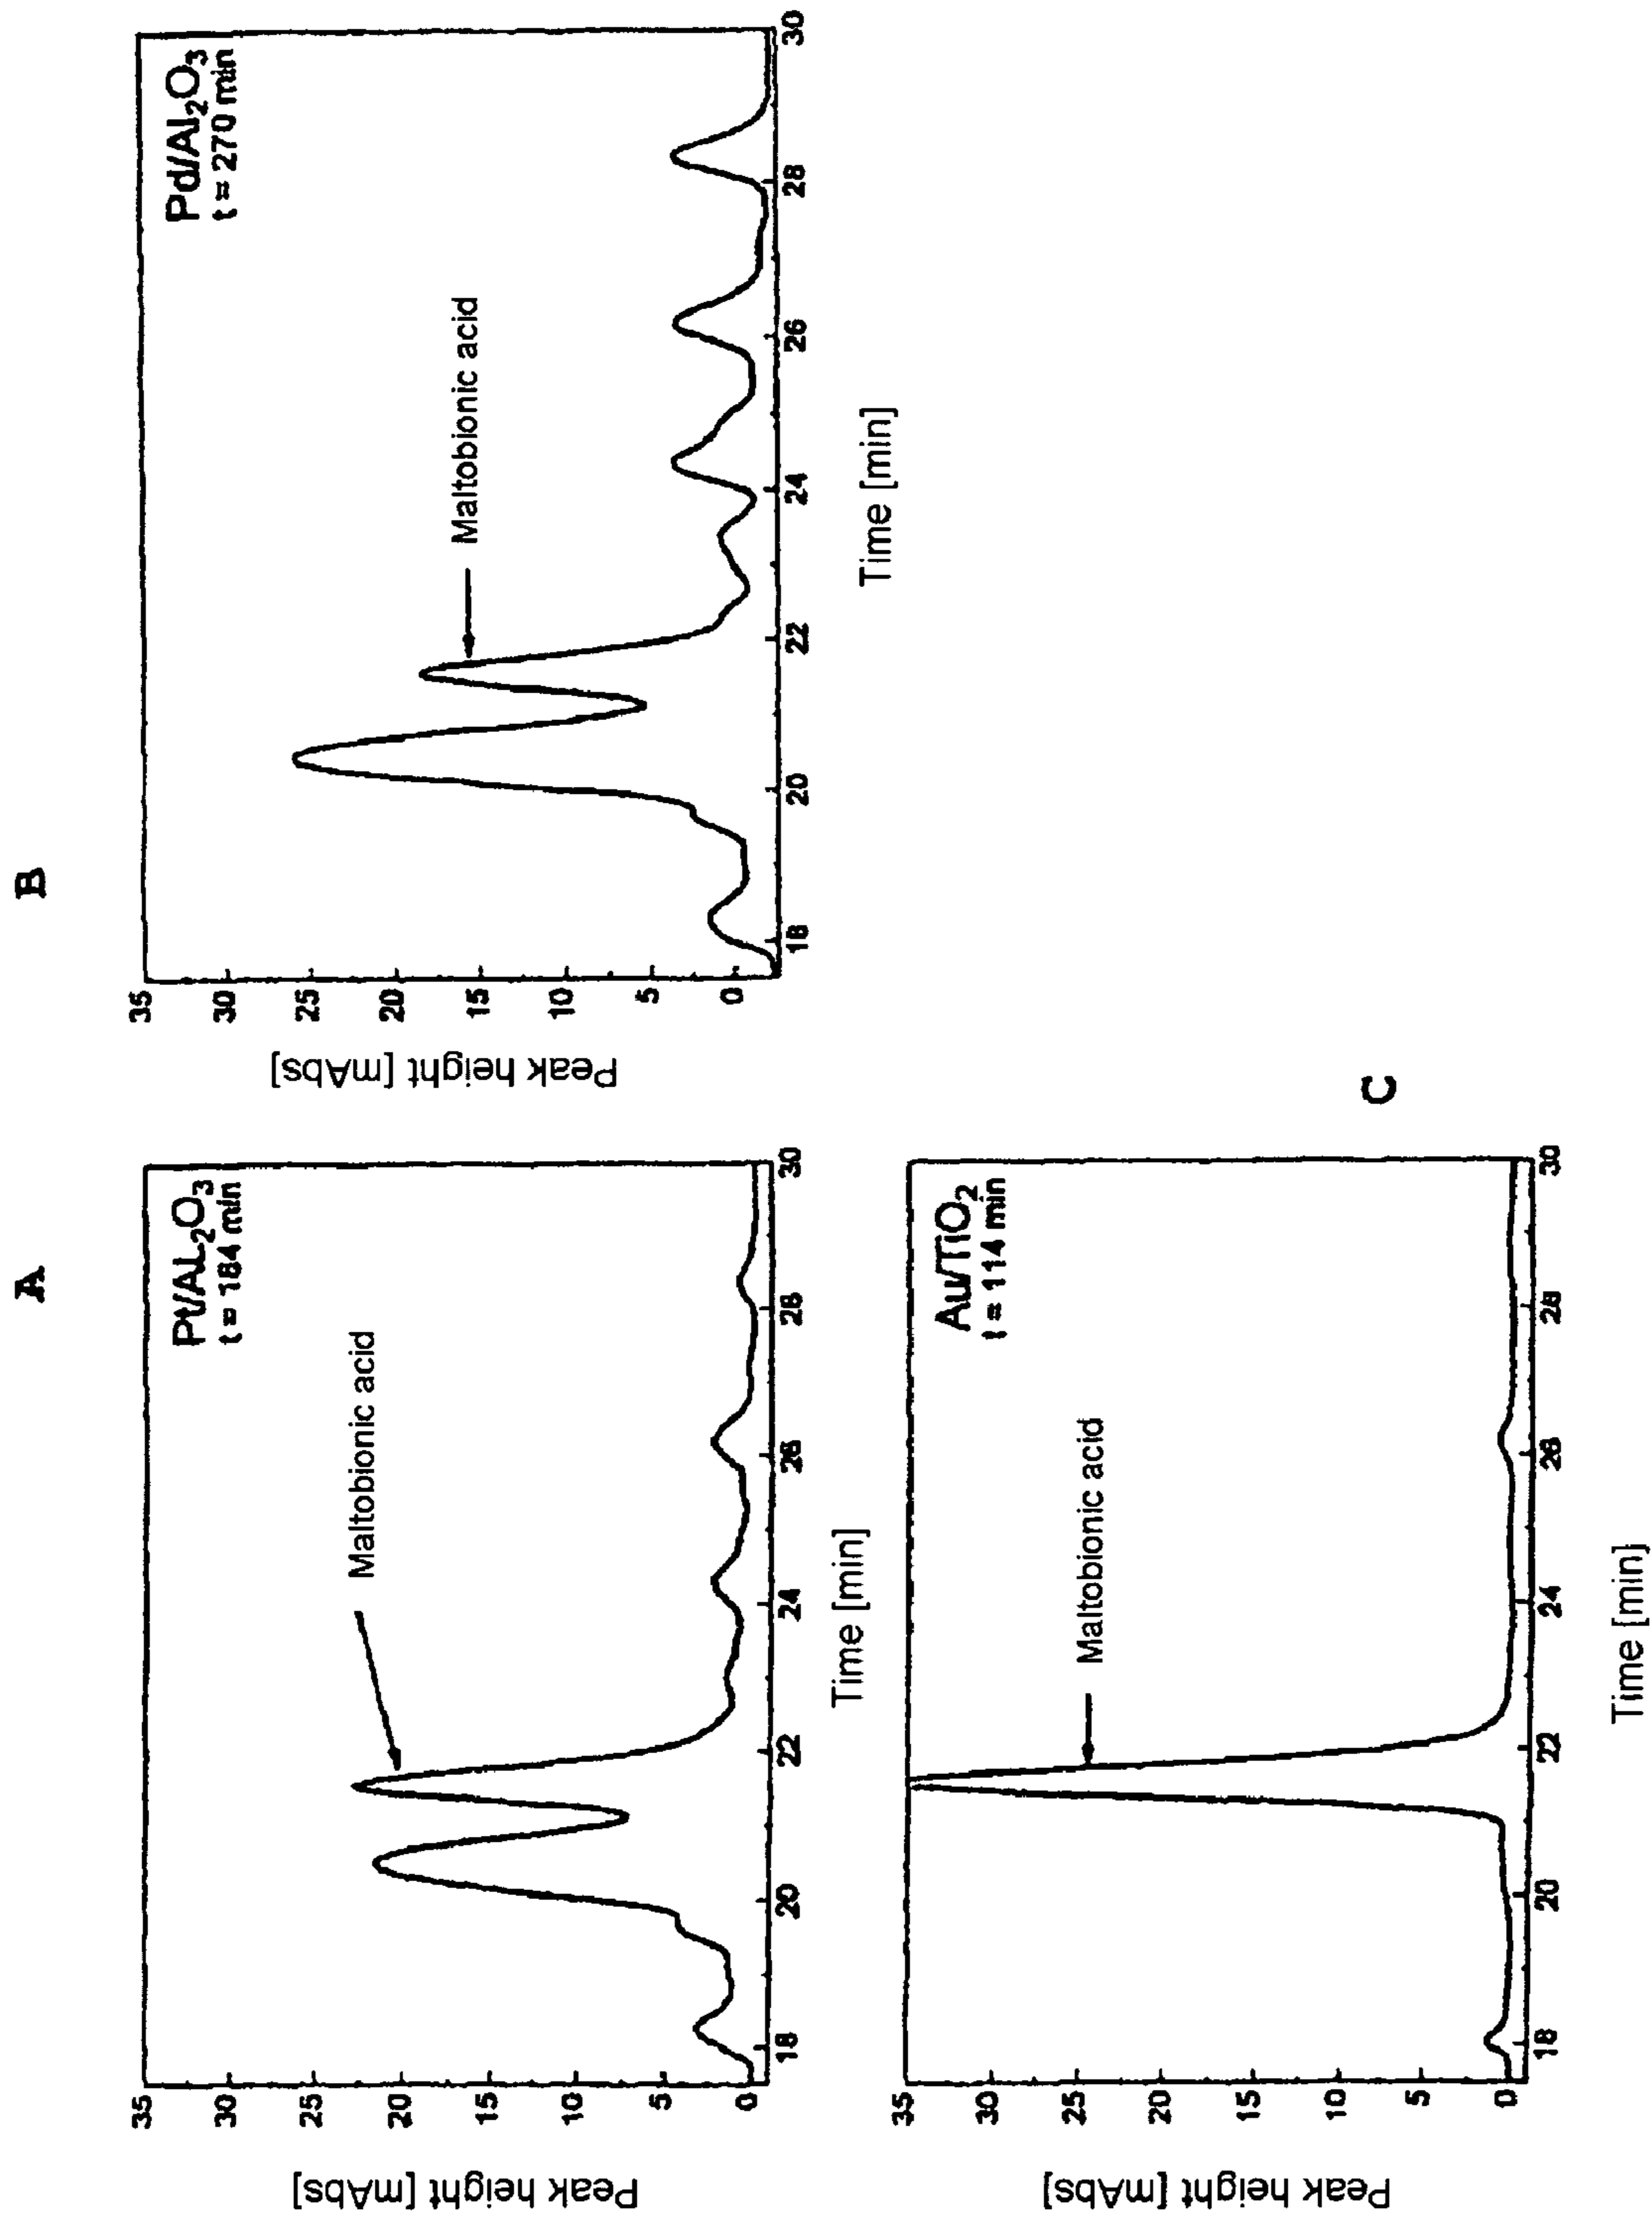 A
Pt/AL2O3
t = 184 min
Maltobionic acid
Peak height [mAbs]
35
30
25
20
15
10
5
0
18
20
22
24
26
28
30
Time [min]
B
Pd/Al2O3
t = 270 min
Maltobionic acid
Peak height [mAbs]
35
30
25
20
15
10
5
0
18
20
22
24
26
28
30
Time [min]
C
Au/TiO2
t = 114 min
Maltobionic acid
Peak height [mAbs]
35
30
25
20
15
10
5
0
18
20
22
24
26
28
30
Time [min]